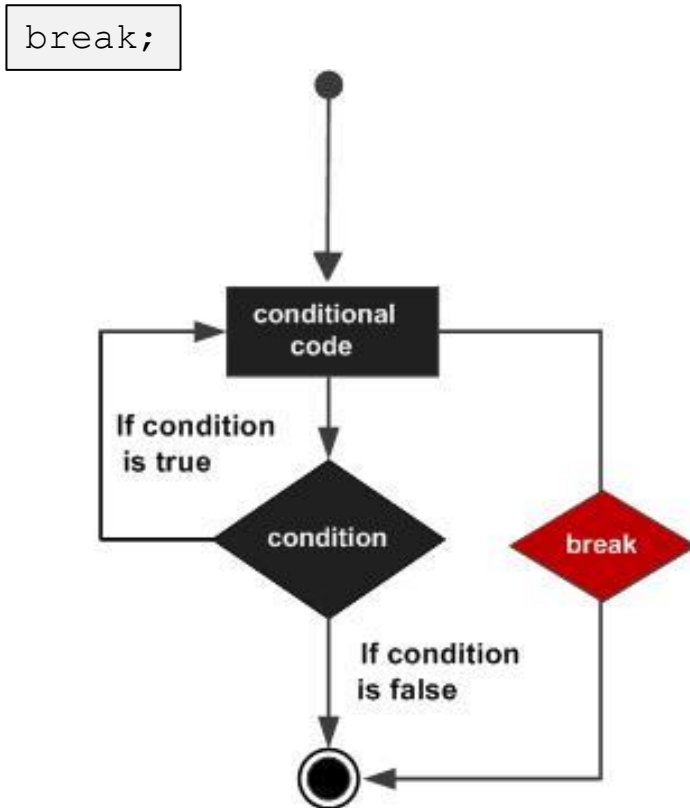 break;
conditional
code
If condition
is true
condition
break
If condition
is false